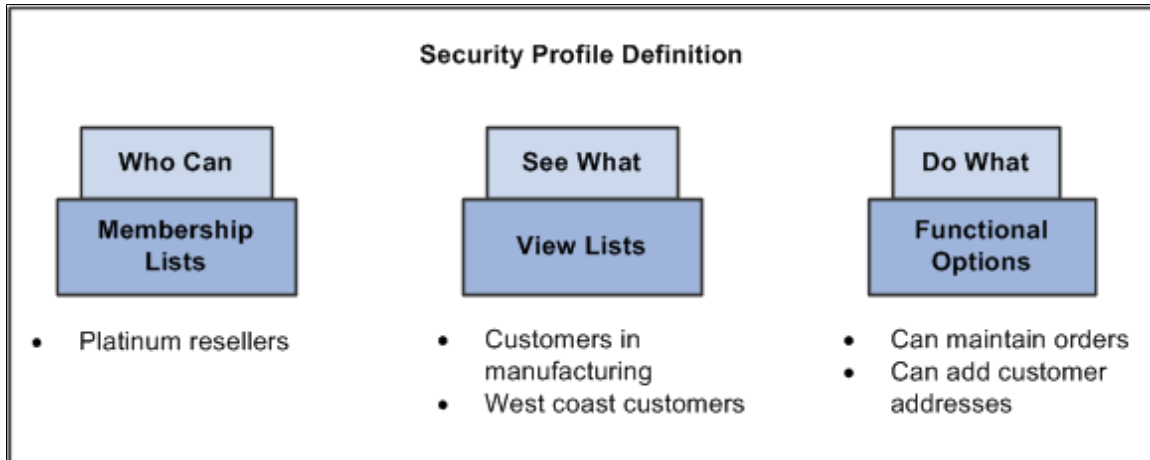 Security Profile Definition
Who Can
Membership
Lists
• Platinum resellers
See What
View Lists
• Customers in
manufacturing
• West coast customers
Do What
Functional
Options
• Can maintain orders
• Can add customer
addresses